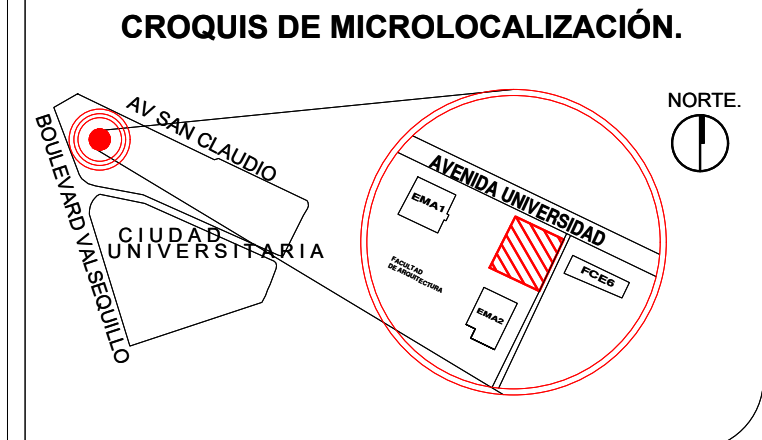 CROQUIS DE MICROLOCALIZACIÓN.
NORTE.
AV SAN CLAUDIO
BOULEVARD VALSEQUILLO
CIUDAD
UNIVERSITARIA
AVENIDA UNIVERSIDAD
EMA1
FACULTAD
DE ARQUITECTURA
FCE6
EMA2